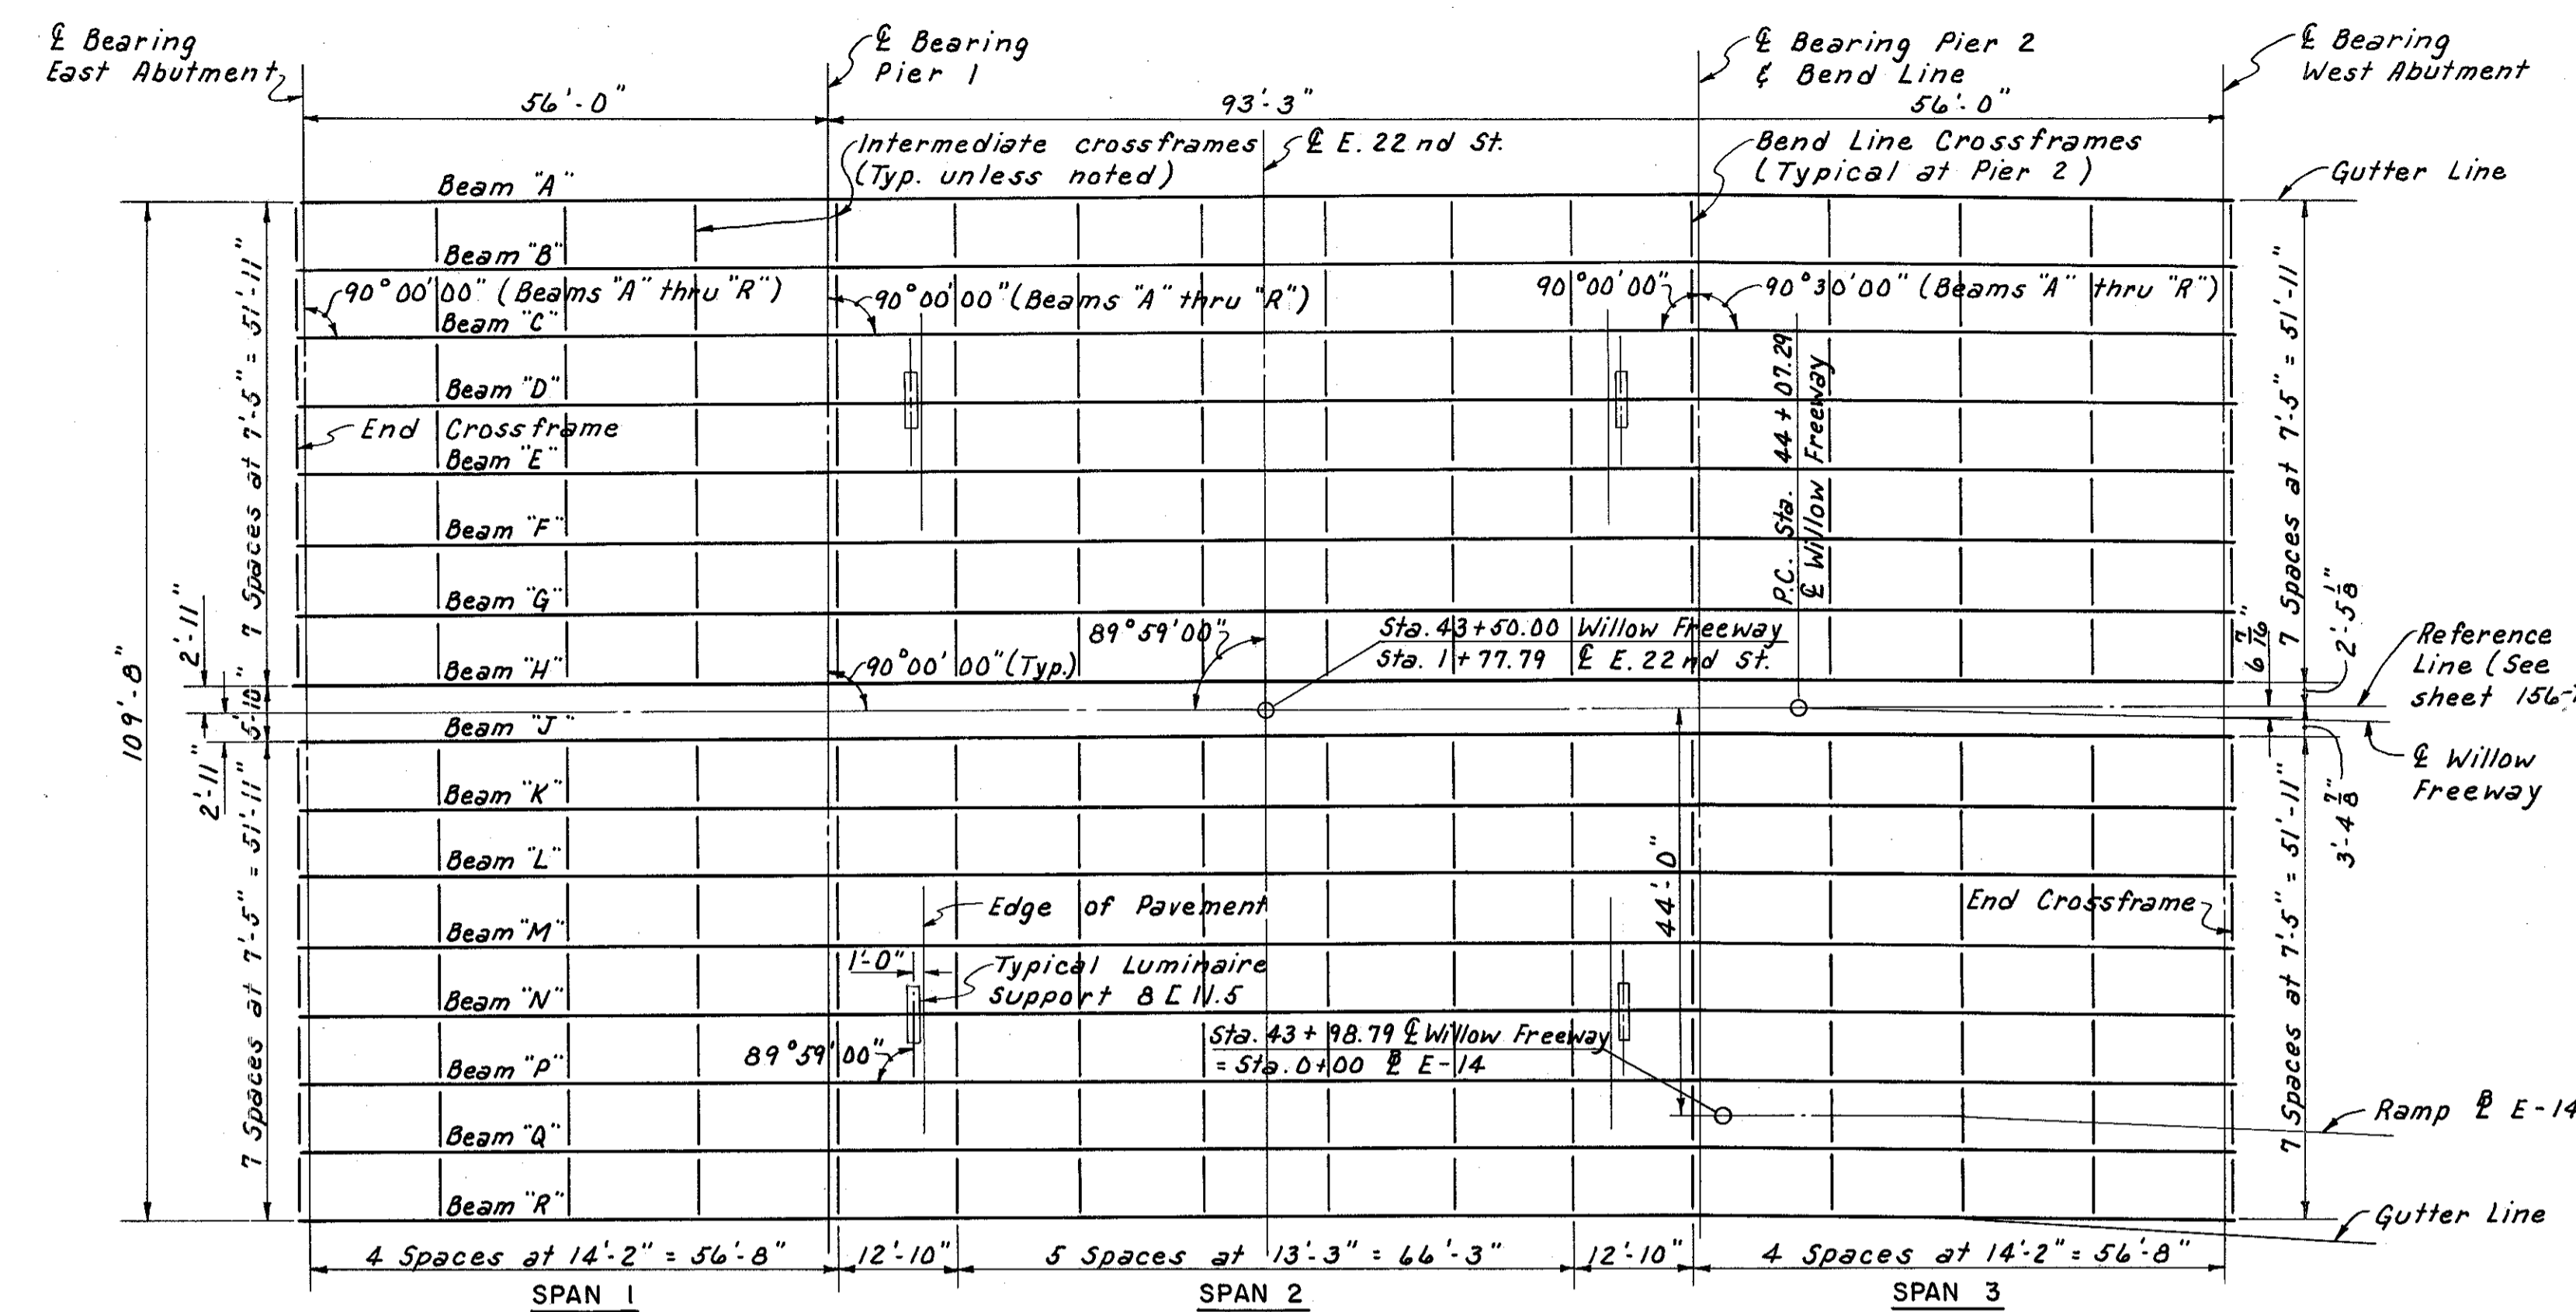 ℄ Bearing
East Abutment
℄ Bearing
Pier 1
℄ Bearing Pier 2
& Bend Line
℄ Bearing
West Abutment
56'-0"
93'-3"
56'-0"
Intermediate crossframes
(Typ. unless noted)
℄ E. 22nd St.
Bend Line Crossframes
(Typical at Pier 2)
Gutter Line
Beam "A"
Beam "B"
90°00'00" (Beams "A" thru "R")
90°00'00" (Beams "A" thru "R")
90°00'00"
90°30'00" (Beams "A" thru "R")
Beam "C"
Beam "D"
End Crossframe
Beam "E"
Beam "F"
Beam "G"
Beam "H"
Beam "J"
Beam "K"
Beam "L"
Beam "M"
Beam "N"
Beam "P"
Beam "Q"
Beam "R"
109'-8"
7 Spaces at 7'-5" = 51'-11"
2'-11"
5'-10"
2'-11"
7 Spaces at 7'-5" = 51'-11"
P.C. Sta. 44+07.29
℄ Willow Freeway
89°59'00"
90°00'00" (Typ.)
Sta. 43+50.00 Willow Freeway
Sta. 1+77.79 ℄ E. 22nd St.
44'-0"
Edge of Pavement
1'-0"
Typical Luminaire
Support 8 [ 11.5
89°59'00"
Sta. 43+98.79 ℄ Willow Freeway
= Sta. 0+00 ⅊ E-14
End Crossframe
7 Spaces at 7'-5" = 51'-11"
6 7/16"
2'-5 1/8"
Reference
Line (See
sheet
℄ Willow
Freeway
3'-4 7/8"
7 Spaces at 7'-5" = 51'-11"
Ramp ⅊ E-14
Gutter Line
4 Spaces at 14'-2" = 56'-8"
12'-10"
5 Spaces at 13'-3" = 66'-3"
12'-10"
4 Spaces at 14'-2" = 56'-8"
SPAN 1
SPAN 2
SPAN 3